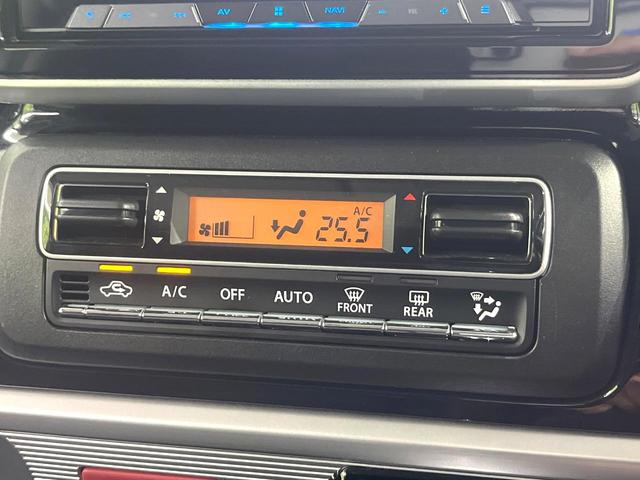 AV NAVI
A/C
25.5
A/C OFF AUTO FRONT REAR